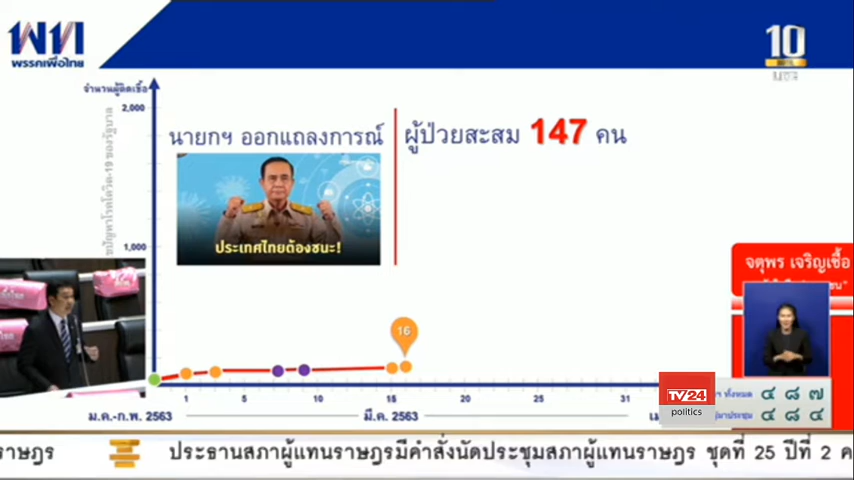 พท
พรรคเพื่อไทย
10
จำนวนผู้ติดเชื้อ
2,000
1,000
นายกฯ ออกแถลงการณ์
ประเทศไทยต้องชนะ!
ผู้ป่วยสะสม 147 คน
16
1 5 10 15 20 25 31
ม.ค.-ก.พ. 2563
มี.ค. 2563
จตุพร เจริญเชื้อ
TV24
politics
ทั้งหมด ๔ ๘ ๗
๔ ๘ ๔
ประธานสภาผู้แทนราษฎรมีคำสั่งนัดประชุมสภาผู้แทนราษฎร ชุดที่ 25 ปีที่ 2